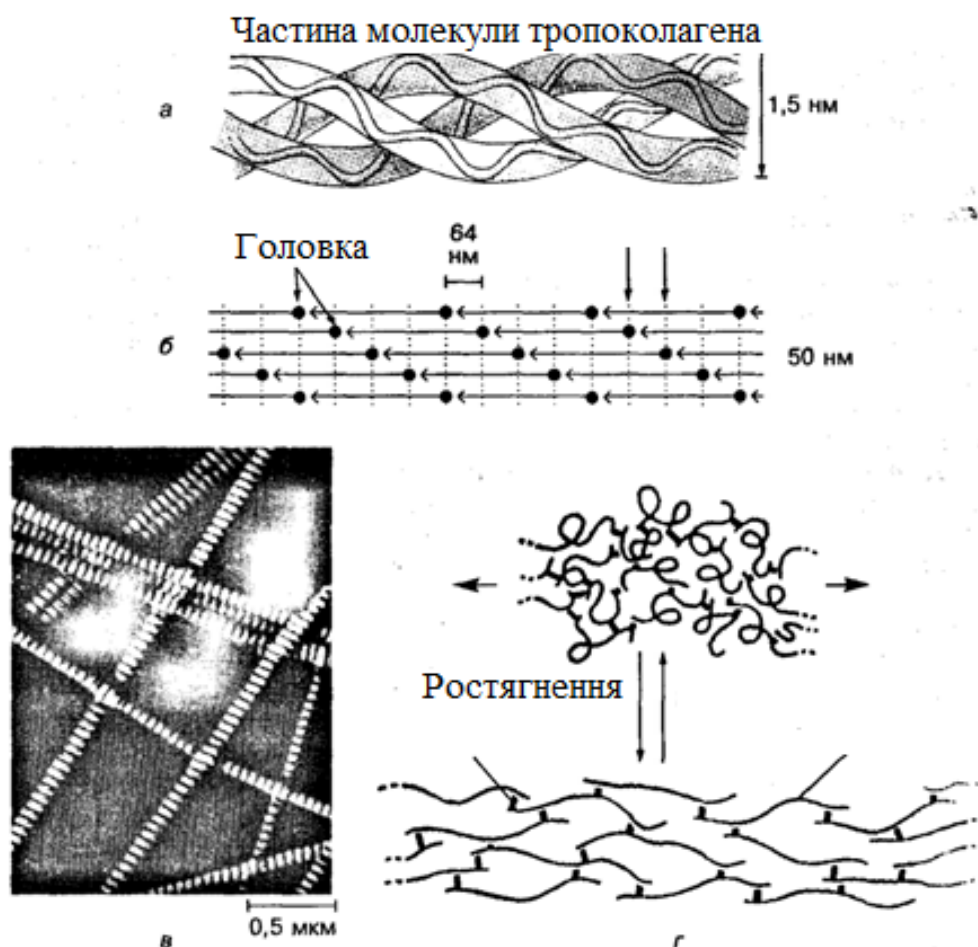 Частина молекули тропоколагена
а
1,5 нм
64
нм
Головка
б
50 нм
Ростягнення
0,5 мкм
в
г